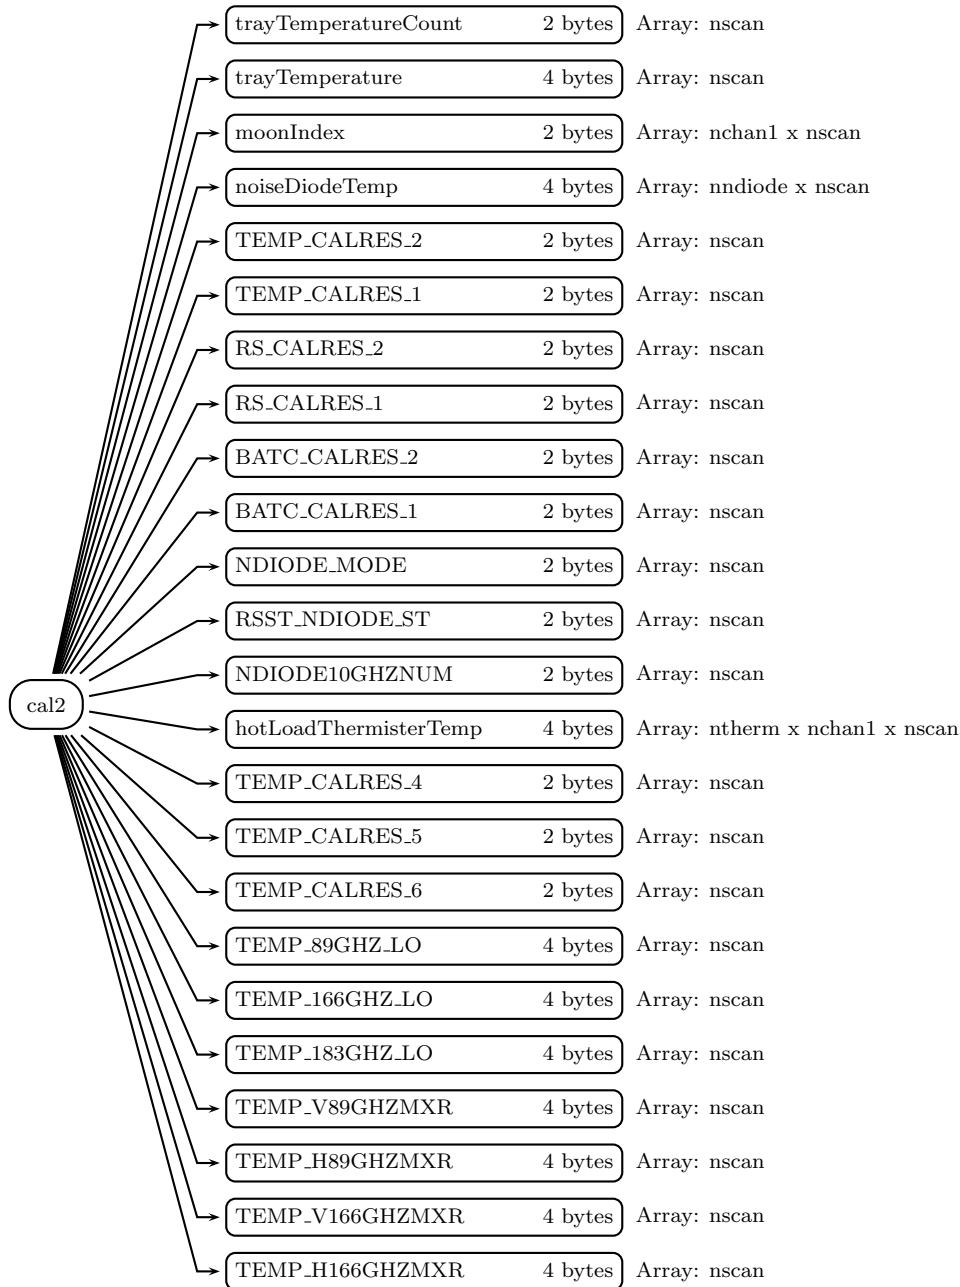 trayTemperatureCount 2 bytes Array: nscan
trayTemperature 4 bytes Array: nscan
moonIndex 2 bytes Array: nchan1 x nscan
noiseDiodeTemp 4 bytes Array: nndiode x nscan
TEMP_CALRES_2 2 bytes Array: nscan
TEMP_CALRES_1 2 bytes Array: nscan
RS_CALRES_2 2 bytes Array: nscan
RS_CALRES_1 2 bytes Array: nscan
BATC_CALRES_2 2 bytes Array: nscan
BATC_CALRES_1 2 bytes Array: nscan
NDIODE_MODE 2 bytes Array: nscan
RSST_NDIODE_ST 2 bytes Array: nscan
NDIODE10GHZNUM 2 bytes Array: nscan
cal2
hotLoadThermisterTemp 4 bytes Array: ntherm x nchan1 x nscan
TEMP_CALRES_4 2 bytes Array: nscan
TEMP_CALRES_5 2 bytes Array: nscan
TEMP_CALRES_6 2 bytes Array: nscan
TEMP_89GHZ_LO 4 bytes Array: nscan
TEMP_166GHZ_LO 4 bytes Array: nscan
TEMP_183GHZ_LO 4 bytes Array: nscan
TEMP_V89GHZMXR 4 bytes Array: nscan
TEMP_H89GHZMXR 4 bytes Array: nscan
TEMP_V166GHZMXR 4 bytes Array: nscan
TEMP_H166GHZMXR 4 bytes Array: nscan